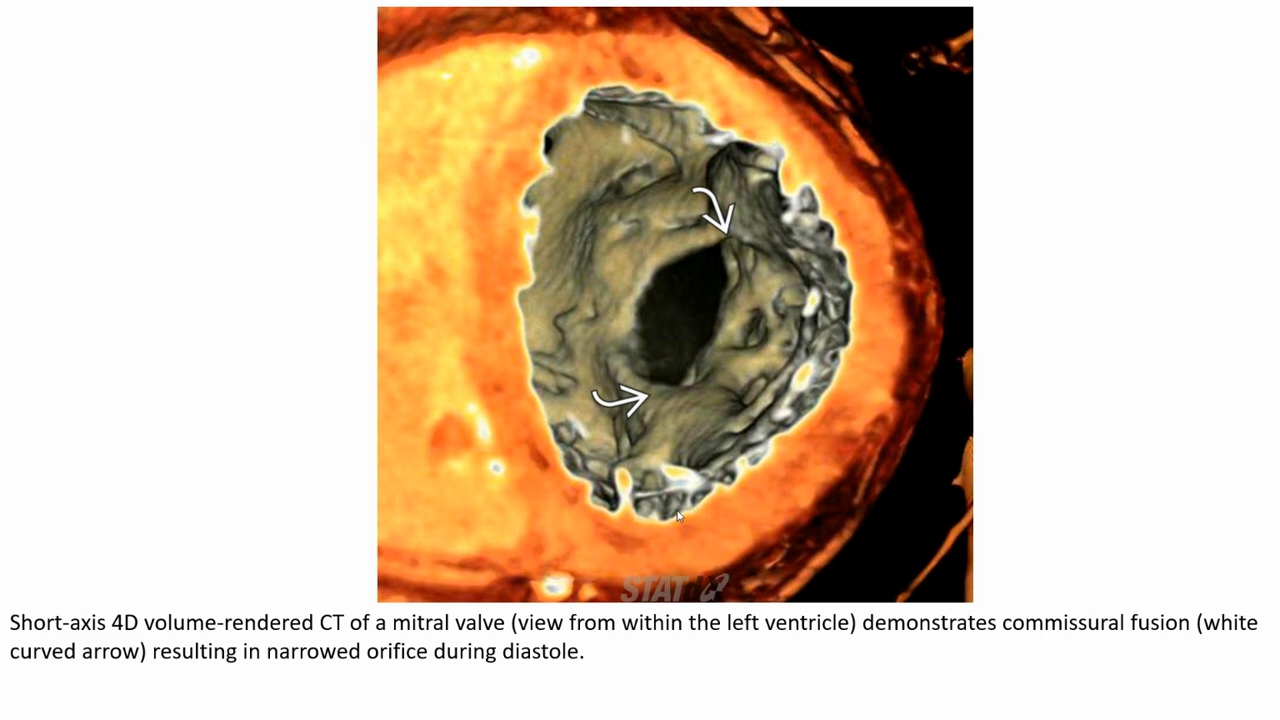 STAT
Short-axis 4D volume-rendered CT of a mitral valve (view from within the left ventricle) demonstrates commissural fusion (white
curved arrow) resulting in narrowed orifice during diastole.